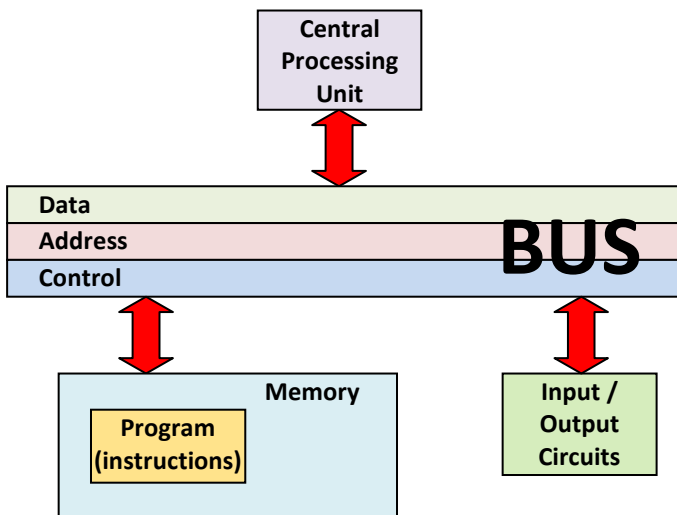 Central
Processing
Unit
Data
Address
Control
BUS
Memory
Program
(instructions)
Input /
Output
Circuits